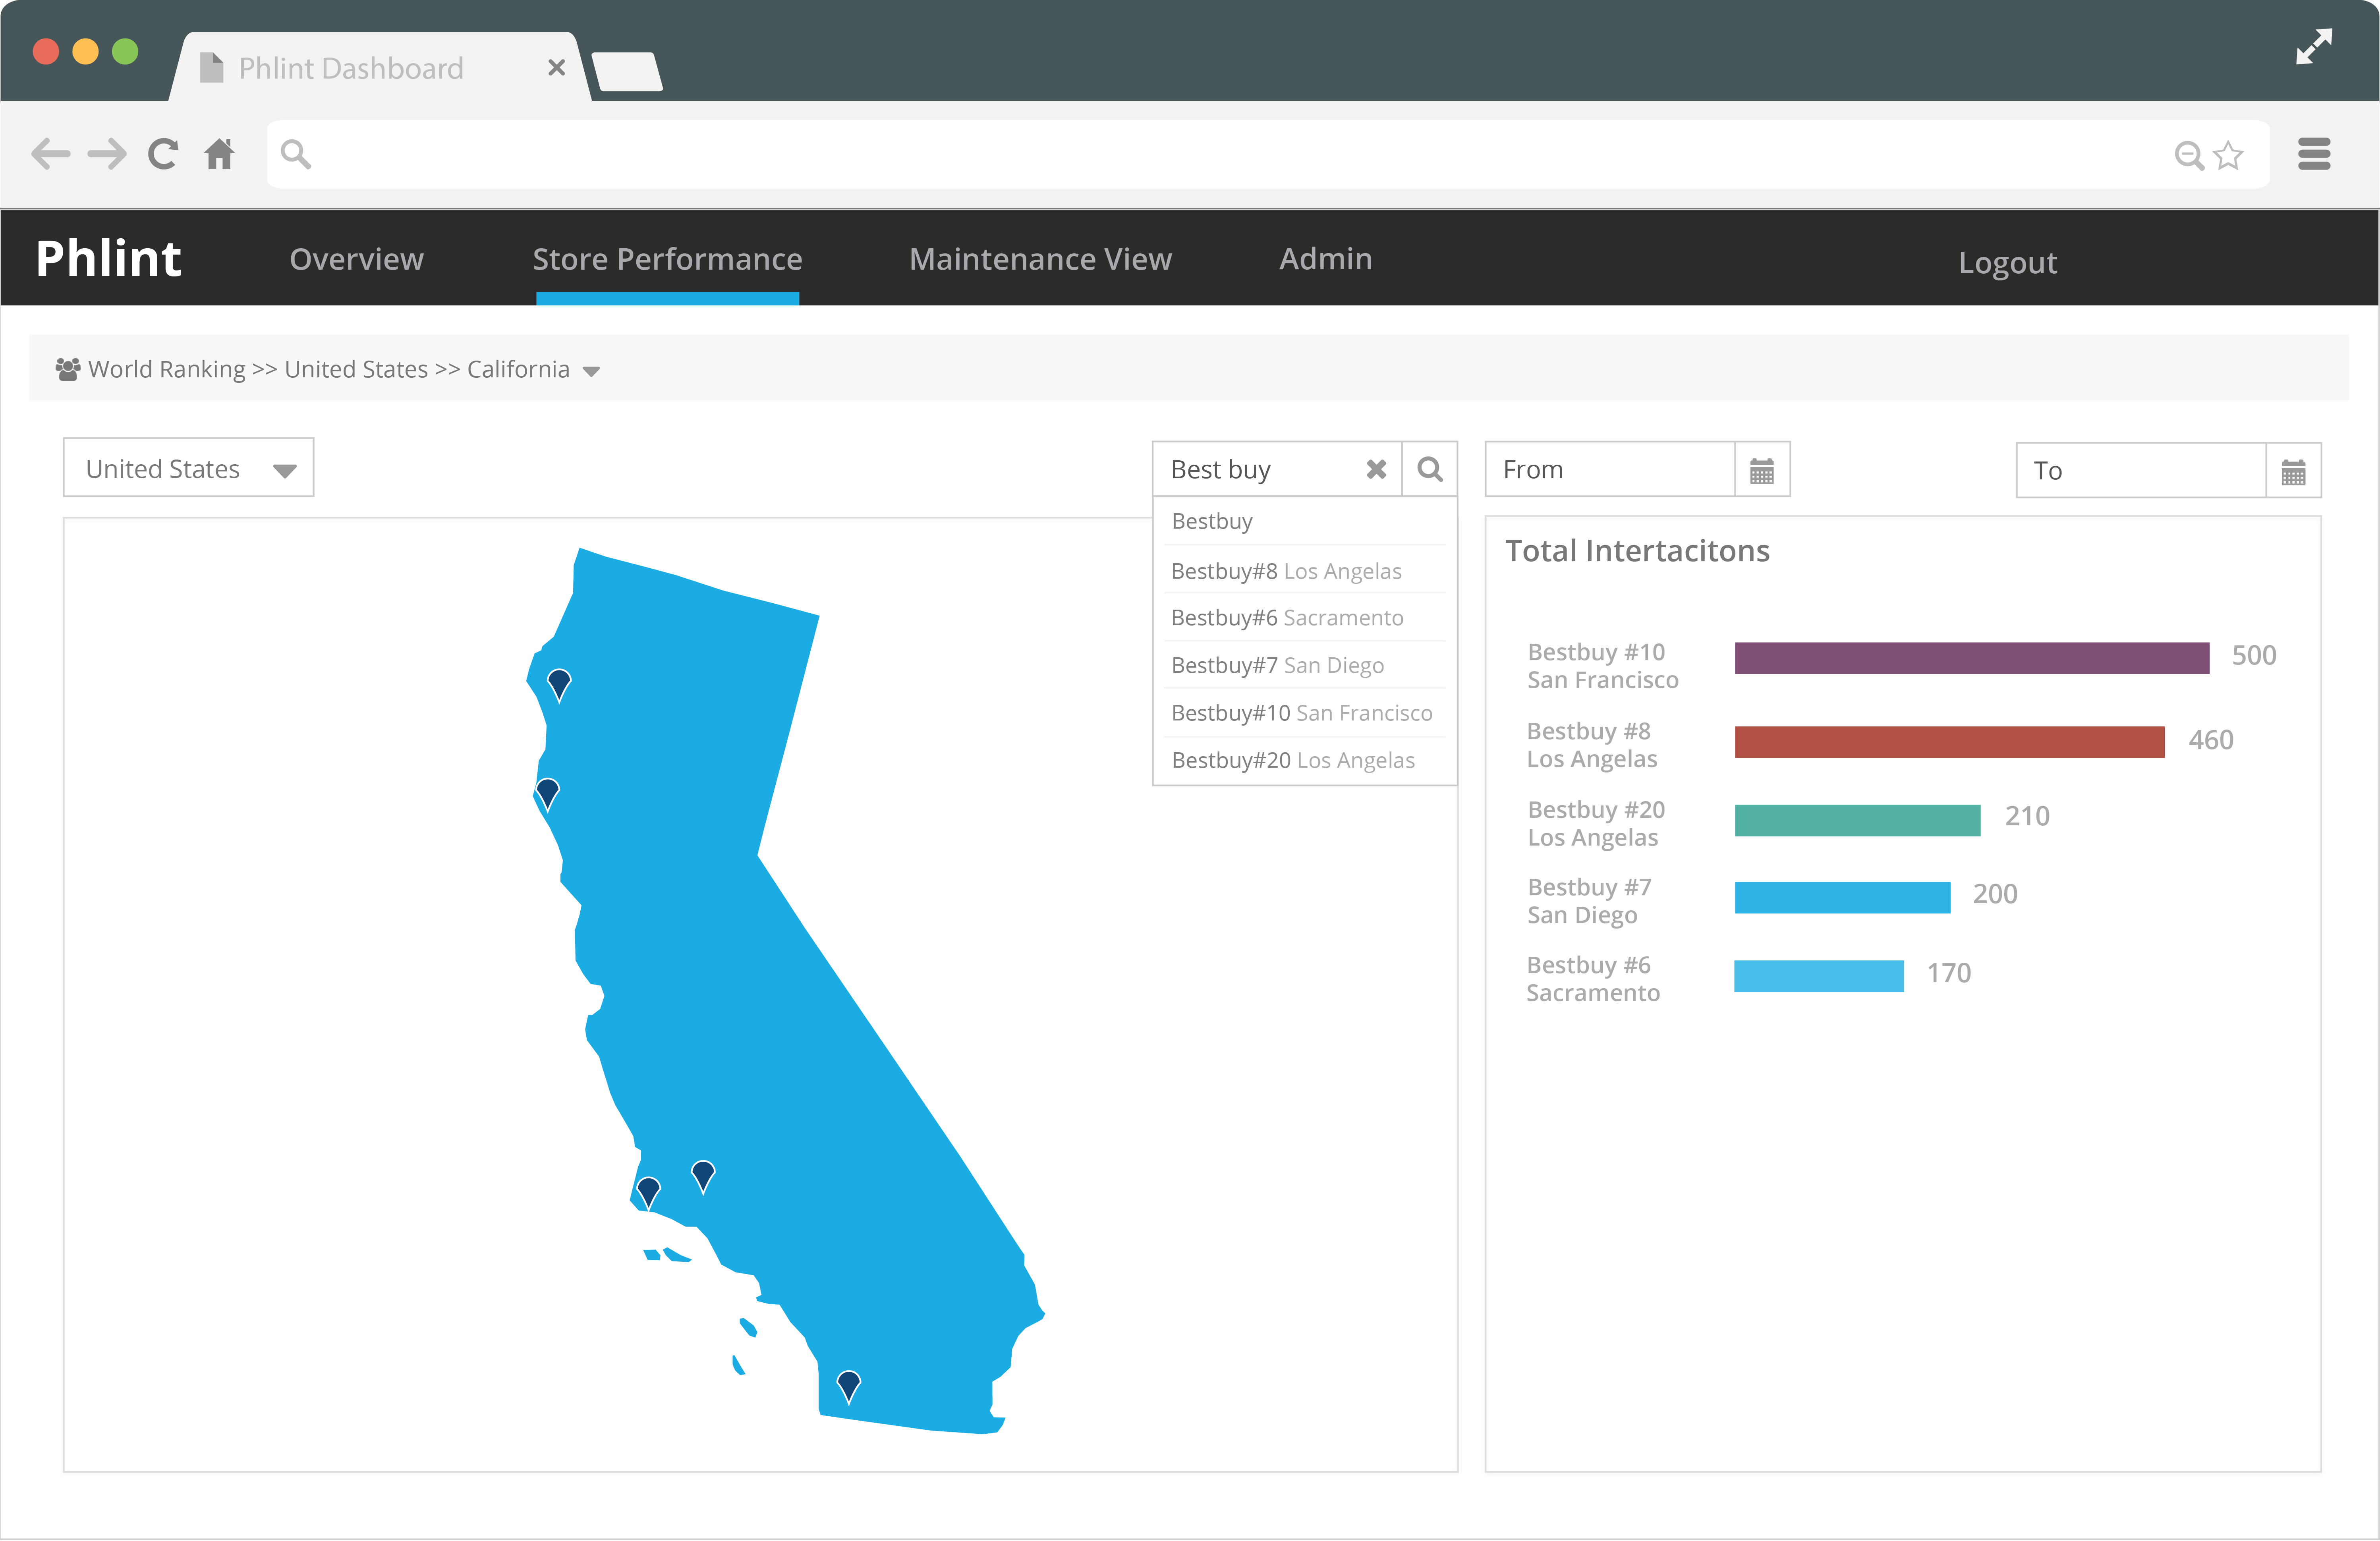 Phlint Dashboard
Phlint
Overview
Store Performance
Maintenance View
Admin
Logout
World Ranking >> United States >> California
United States
Best buy
From
To
Bestbuy
Bestbuy#8 Los Angelas
Bestbuy#6 Sacramento
Bestbuy#7 San Diego
Bestbuy#10 San Francisco
Bestbuy#20 Los Angelas
Total Intertacitons
Bestbuy #10
San Francisco
500
Bestbuy #8
Los Angelas
460
Bestbuy #20
Los Angelas
210
Bestbuy #7
San Diego
200
Bestbuy #6
Sacramento
170